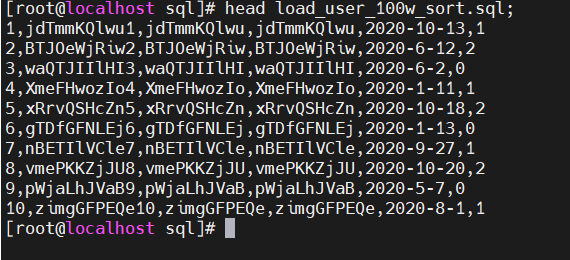 [root@localhost sql]# head load_user_100w_sort.sql;
1,jdTmmKQlwu1,jdTmmKQlwu,jdTmmKQlwu,2020-10-13,1
2,BTJOeWjRiw2,BTJOeWjRiw,BTJOeWjRiw,2020-6-12,2
3,waQTJIIlHI3,waQTJIIlHI,waQTJIIlHI,2020-6-2,0
4,XmeFHwozIo4,XmeFHwozIo,XmeFHwozIo,2020-1-11,1
5,xRrvQSHcZn5,xRrvQSHcZn,xRrvQSHcZn,2020-10-18,2
6,gTDfGFNLEj6,gTDfGFNLEj,gTDfGFNLEj,2020-1-13,0
7,nBETIlVCle7,nBETIlVCle,nBETIlVCle,2020-9-27,1
8,vmePKKZjJU8,vmePKKZjJU,vmePKKZjJU,2020-10-20,2
9,pWjaLhJVaB9,pWjaLhJVaB,pWjaLhJVaB,2020-5-7,0
10,zimgGFPEQe10,zimgGFPEQe,zimgGFPEQe,2020-8-1,1
[root@localhost sql]#